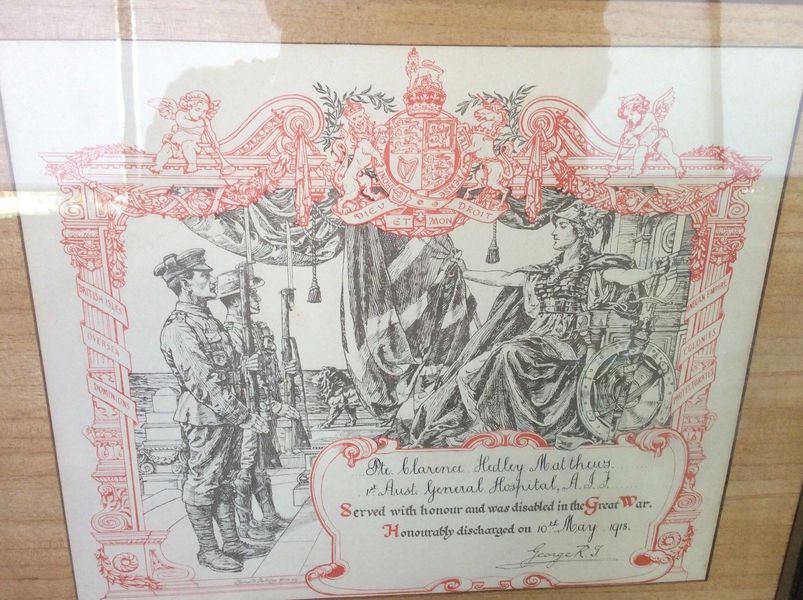 DIEU ET MON DROIT
BRITISH ISLES
OVERSEA
DOMINIONS
INDIAN EMPIRE
COLONIES
PROTECTORATES
Pte Clarence Hedley Matthews
1st Aust General Hospital, A.I.F
Served with honour and was disabled in the Great War.
Honourably discharged on 10th May 1918.
George R.I.